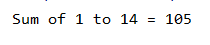 Sum of 1 to 14 = 105